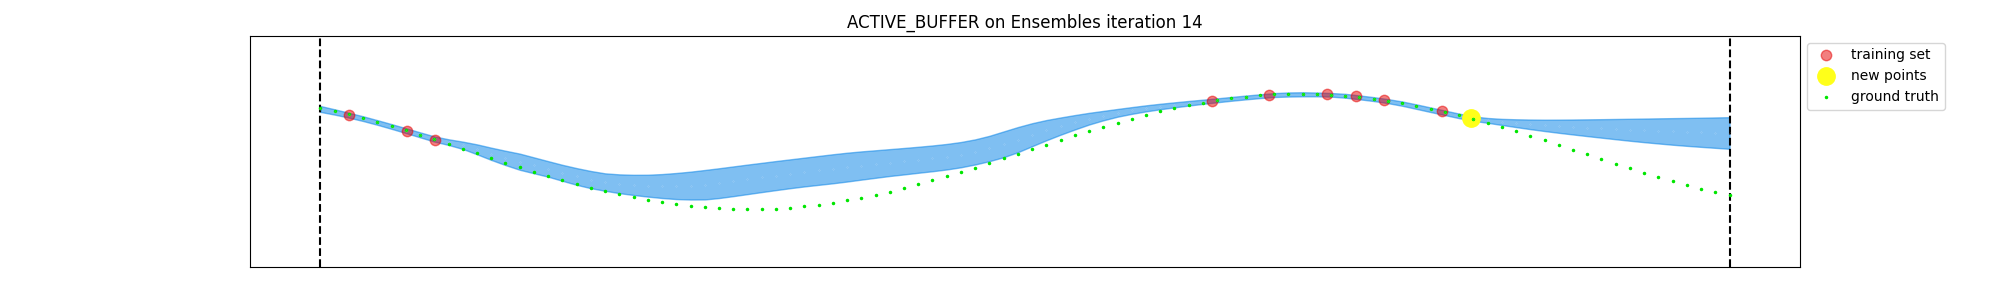 ACTIVE_BUFFER on Ensembles iteration 14
training set
new points
ground truth